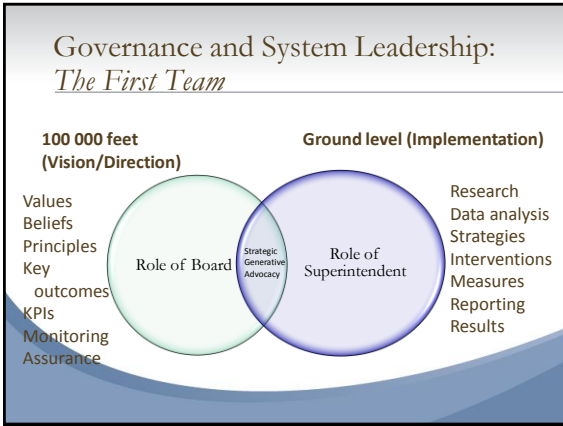 Governance and System Leadership:
The First Team
100 000 feet
(Vision/Direction)
Ground level (Implementation)
Values
Beliefs
Principles
Key
outcomes
KPIs
Monitoring
Assurance
Role of Board
Strategic
Generative
Advocacy
Role of
Superintendent
Research
Data analysis
Strategies
Interventions
Measures
Reporting
Results